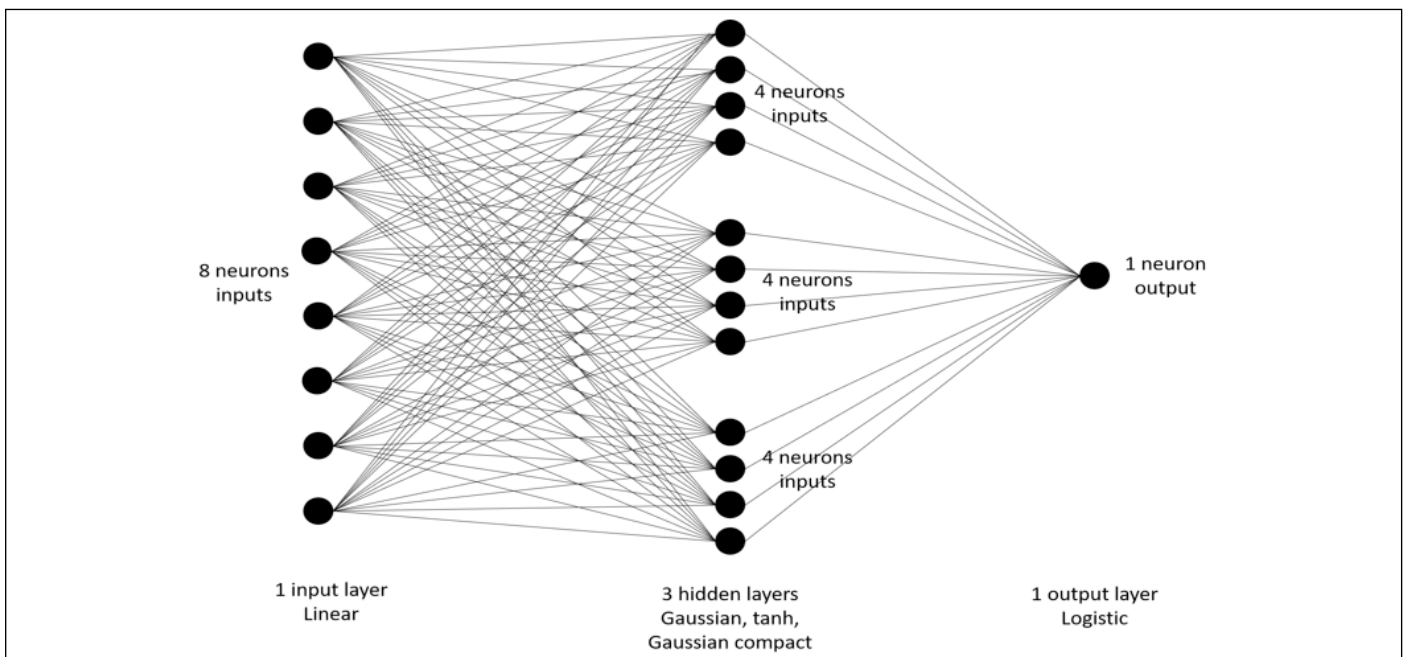 4 neurons
inputs
8 neurons
inputs
4 neurons
inputs
1 neuron
output
4 neurons
inputs
1 input layer
Linear
3 hidden layers
Gaussian, tanh,
Gaussian compact
1 output layer
Logistic